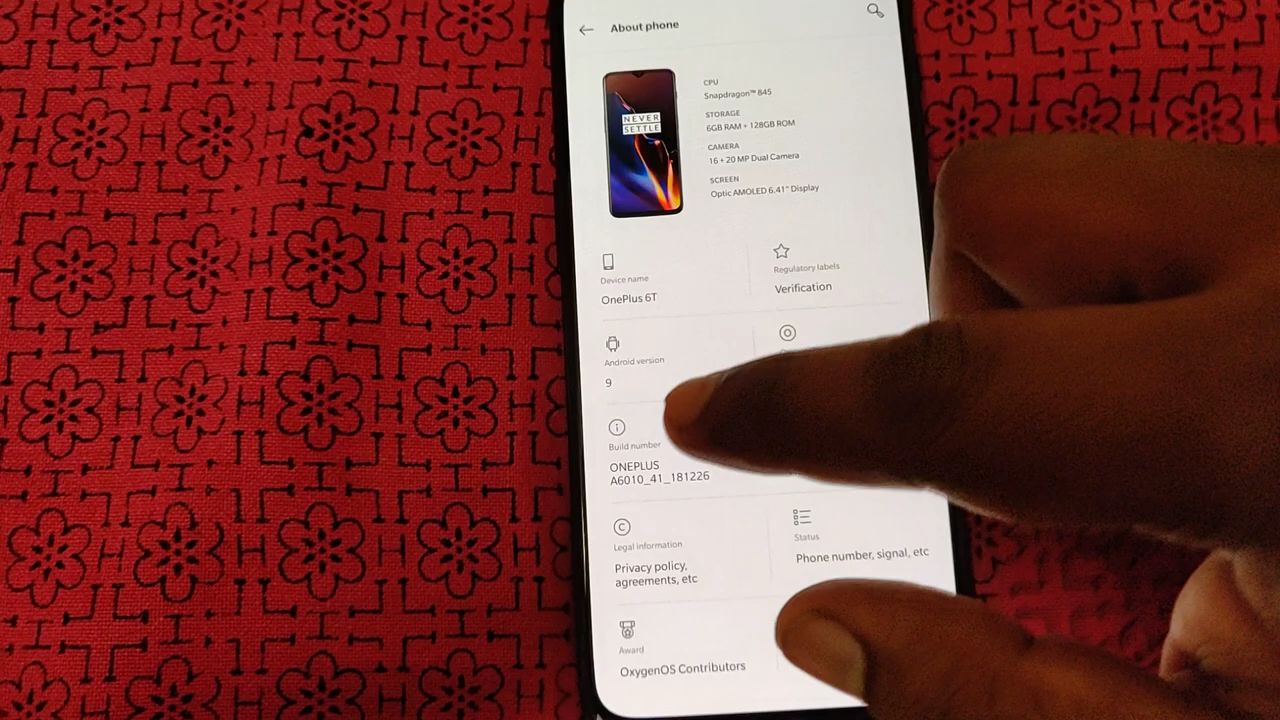 About phone
NEVER
SETTLE
CPU
Snapdragon™ 845
STORAGE
6GB RAM + 128GB ROM
CAMERA
16 + 20 MP Dual Camera
SCREEN
Optic AMOLED 6.41" Display
Device name
OnePlus 6T
Regulatory labels
Verification
Android version
9
Build number
ONEPLUS
A6010_41_181226
Legal information
Privacy policy,
agreements, etc
Status
Phone number, signal, etc
Award
OxygenOS Contributors